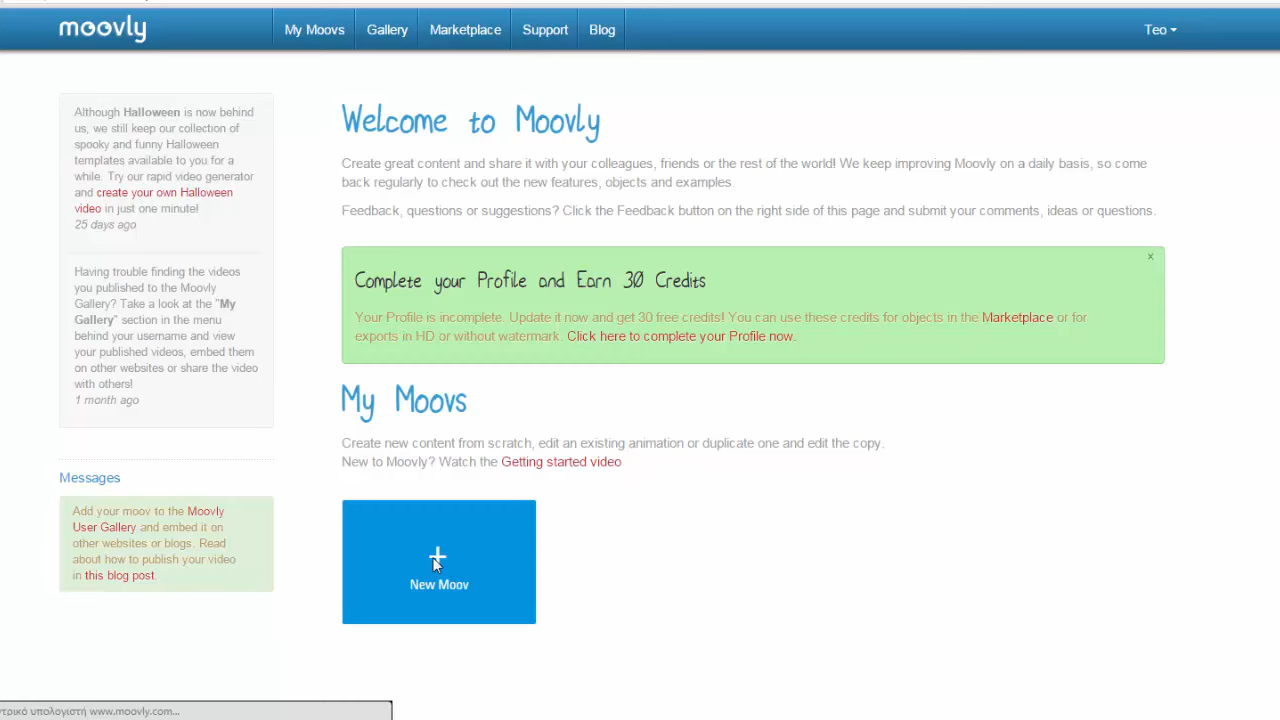 moovly
My Moovs
Gallery
Marketplace
Support
Blog
Teo
Although Halloween is now behind
us, we still keep our collection of
spooky and funny Halloween
templates available to you for a
while. Try our rapid video generator
and create your own Halloween
video in just one minute!
25 days ago
Having trouble finding the videos
you published to the Moovly
Gallery? Take a look at the "My
Gallery" section in the menu
behind your username and view
your published videos, embed them
on other websites or share the video
with others!
1 month ago
Messages
Add your moov to the Moovly
User Gallery and embed it on
other websites or blogs. Read
about how to publish your video
in this blog post.
Welcome to Moovly
Create great content and share it with your colleagues, friends or the rest of the world! We keep improving Moovly on a daily basis, so come
back regularly to check out the new features, objects and examples.
Feedback, questions or suggestions? Click the Feedback button on the right side of this page and submit your comments, ideas or questions.
x
Complete your Profile and Earn 30 Credits
Your Profile is incomplete. Update it now and get 30 free credits! You can use these credits for objects in the Marketplace or for
exports in HD or without watermark. Click here to complete your Profile now.
My Moovs
Create new content from scratch, edit an existing animation or duplicate one and edit the copy.
New to Moovly? Watch the Getting started video
New Moov
υπολογιστή www.moovly.com...